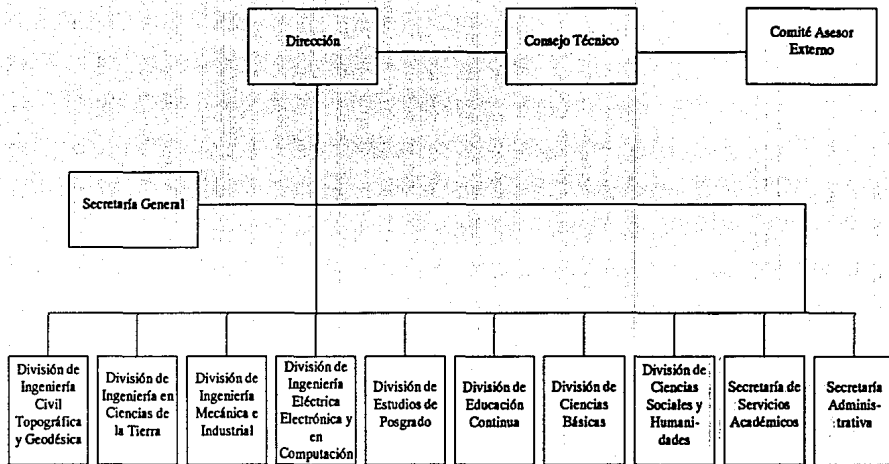 Dirección
Consejo Técnico
Comité Asesor
Externo
Secretaría General
División de
Ingeniería
Civil
Topográfica
y Geodésica
División de
Ingeniería en
Ciencias de
la Tierra
División de
Ingeniería
Mecánica e
Industrial
División de
Ingeniería
Eléctrica
Electrónica y
en
Computación
División de
Estudios de
Posgrado
División de
Educación
Continua
División de
Ciencias
Básicas
División de
Ciencias
Sociales y
Humani-
dades
Secretaría de
Servicios
Académicos
Secretaría
Adminis-
trativa